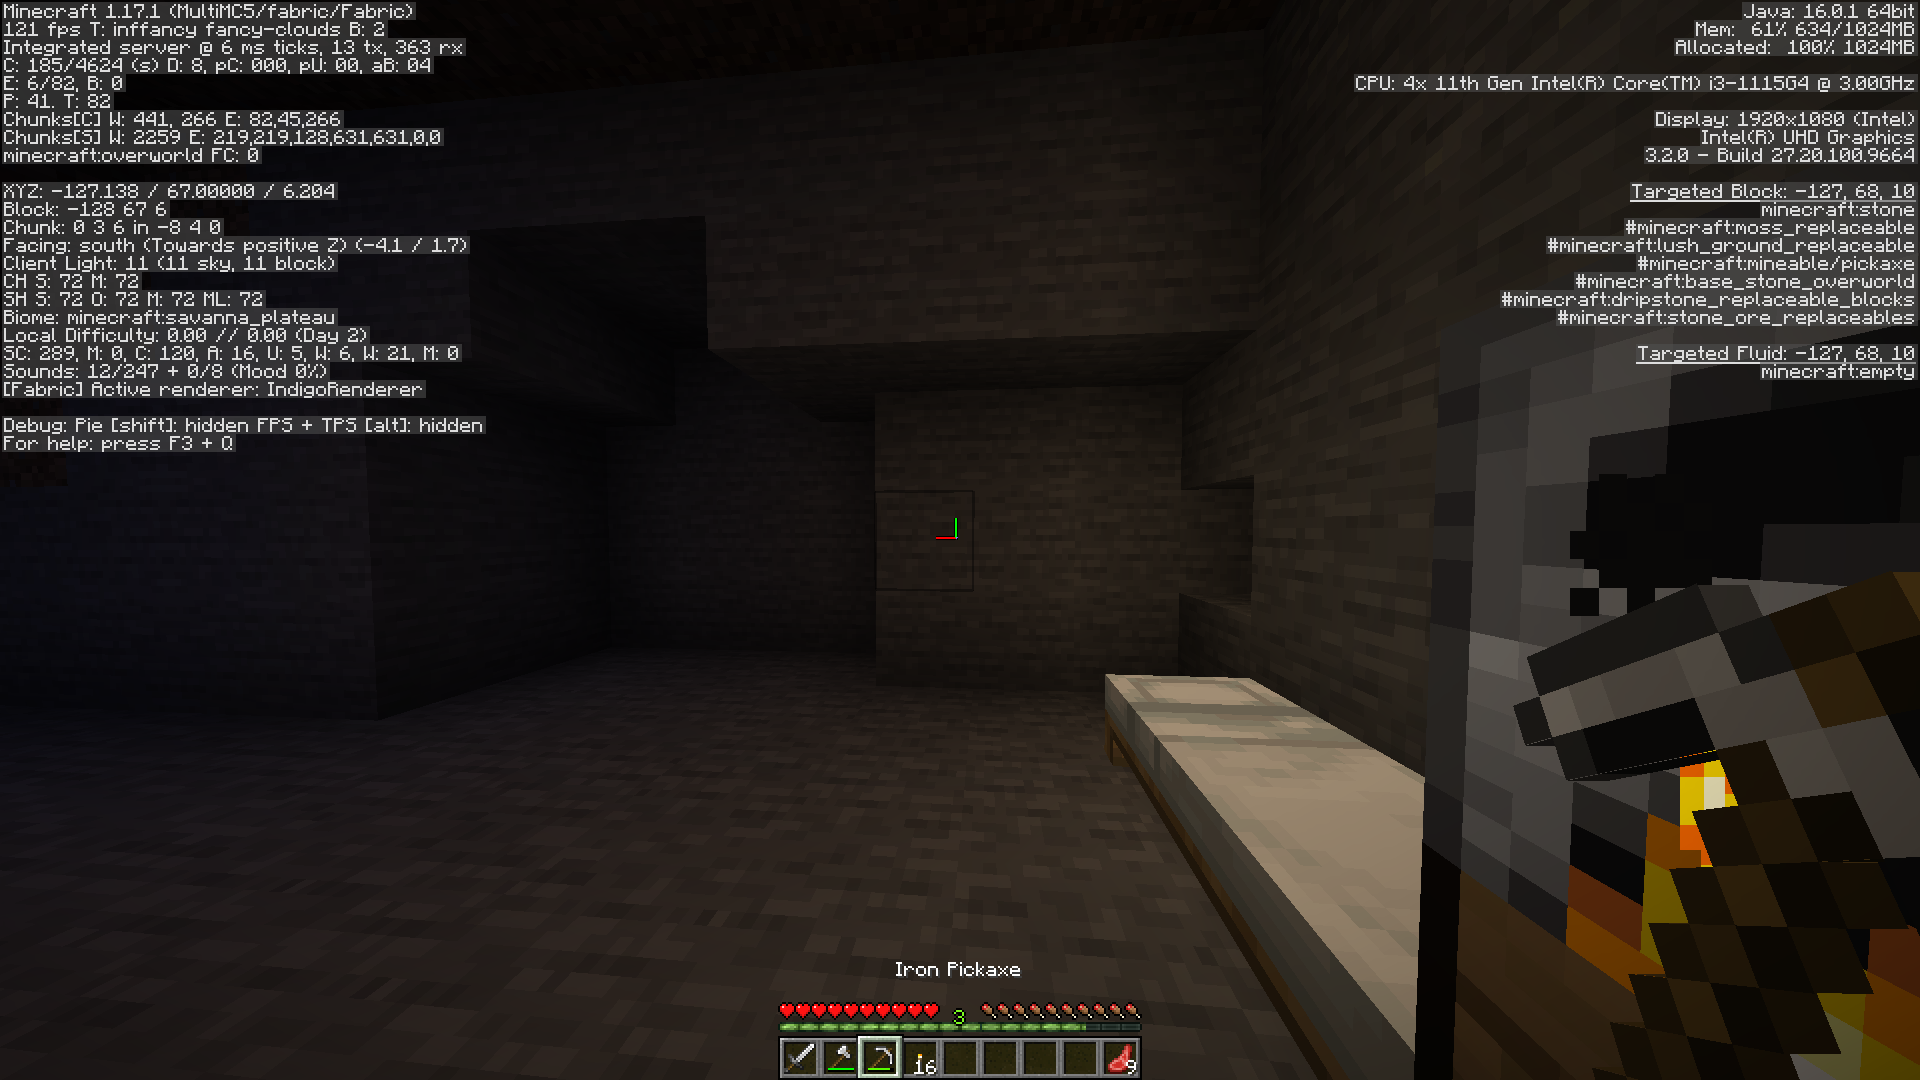 Minecraft 1.17.1 (MultiMC5/fabric/Fabric)
121 fps T: inffancy fancy-clouds B: 2
Integrated server @ 6 ms ticks, 13 tx, 363 rx
C: 185/4624 (s) D: 8, pC: 000, pU: 00, aB: 04
E: 6/82, B: 0
P: 41. T: 82
Chunks[C] W: 441, 266 E: 82,45,266
Chunks[S] W: 2259 E: 219,219,128,631,631,0,0
minecraft:overworld FC: 0
XYZ: -127.138 / 67.00000 / 6.204
Block: -128 67 6
Chunk: 0 3 6 in -8 4 0
Facing: south (Towards positive Z) (-4.1 / 1.7)
Client Light: 11 (11 sky, 11 block)
CH S: 72 M: 72
SH S: 72 O: 72 M: 72 ML: 72
Biome: minecraft:savanna_plateau
Local Difficulty: 0.00 // 0.00 (Day 2)
SC: 289, M: 0, C: 120, A: 16, U: 5, W: 6, W: 21, M: 0
Sounds: 12/247 + 0/8 (Mood 0%)
[Fabric] Active renderer: IndigoRenderer
Debug: Pie [shift]: hidden FPS + TPS [alt]: hidden
For help: press F3 + Q
Java: 16.0.1 64bit
Mem: 61% 634/1024MB
Allocated: 100% 1024MB
CPU: 4x 11th Gen Intel(R) Core(TM) i3-1115G4 @ 3.00GHz
Display: 1920x1080 (Intel)
Intel(R) UHD Graphics
3.2.0 - Build 27.20.100.9664
Targeted Block: -127, 68, 10
minecraft:stone
#minecraft:moss_replaceable
#minecraft:lush_ground_replaceable
#minecraft:mineable/pickaxe
#minecraft:base_stone_overworld
#minecraft:dripstone_replaceable_blocks
#minecraft:stone_ore_replaceables
Targeted Fluid: -127, 68, 10
minecraft:empty
Iron Pickaxe
3
16
9